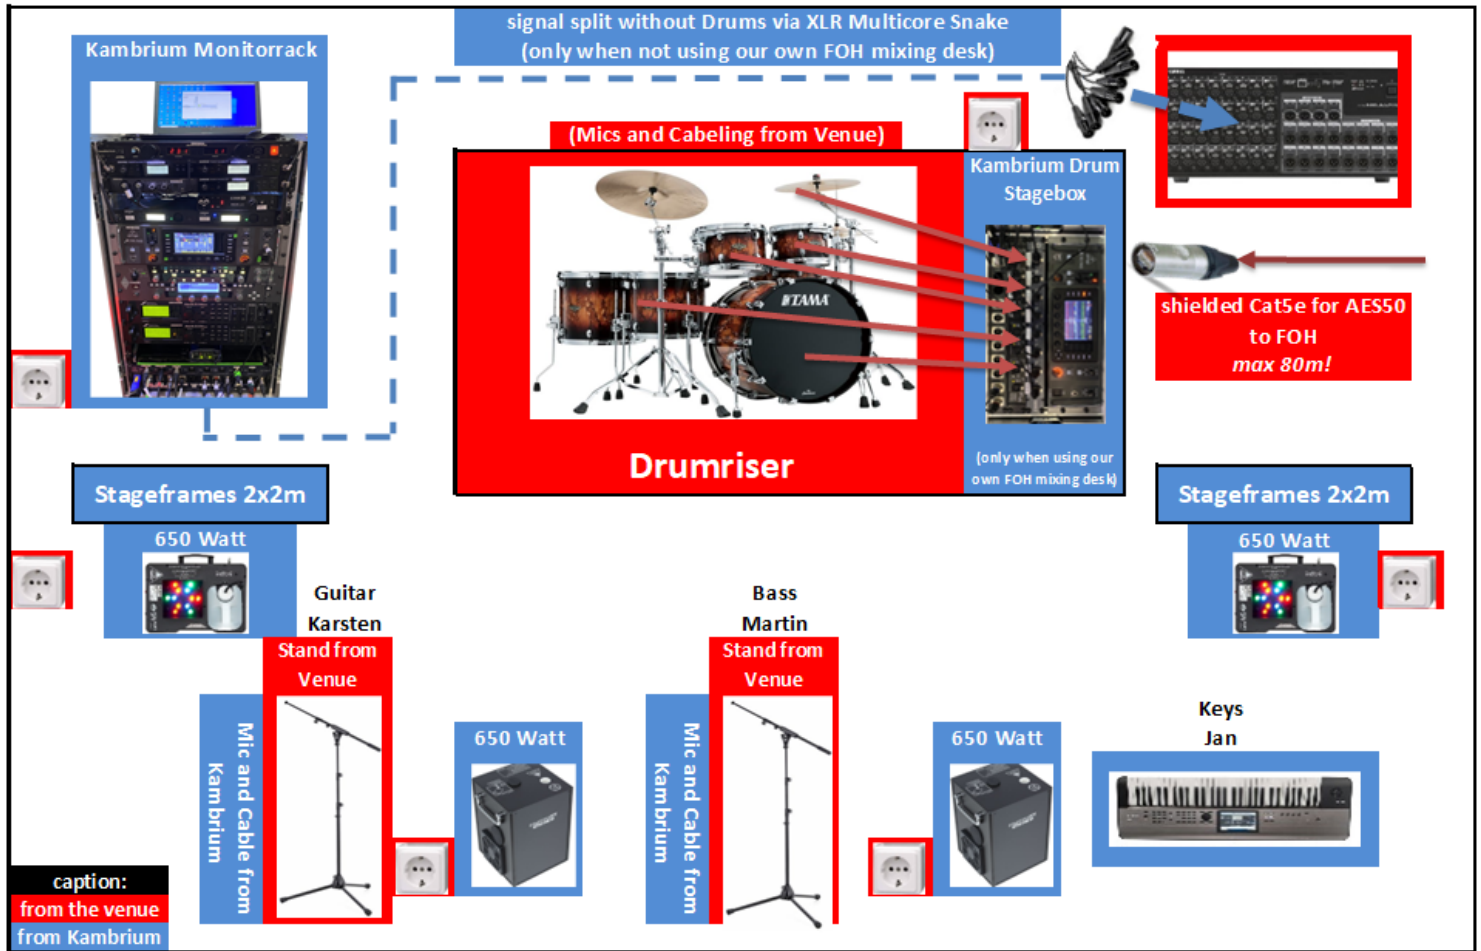 signal split without Drums via XLR Multicore Snake
(only when not using our own FOH mixing desk)
Kambrium Monitorrack
(Mics and Cabeling from Venue)
Kambrium Drum
Stagebox
TAMA
shielded Cat5e for AES50
to FOH
max 80m!
Drumriser
(only when using our
own FOH mixing desk)
Stageframes 2x2m
650 Watt
Stageframes 2x2m
650 Watt
Guitar
Karsten
Stand from
Venue
Mic and Cable from
Kambrium
650 Watt
Bass
Martin
Stand from
Venue
Mic and Cable from
Kambrium
650 Watt
Keys
Jan
caption:
from the venue
from Kambrium